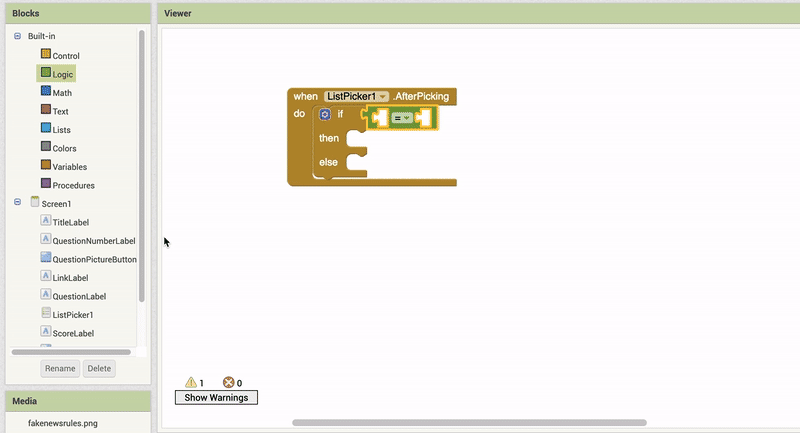 Blocks
Viewer
Built-in
Control
Logic
Math
Text
Lists
Colors
Variables
Procedures
Screen1
TitleLabel
QuestionNumberLabel
QuestionPictureButton
LinkLabel
QuestionLabel
ListPicker1
ScoreLabel
Rename Delete
Media
fakenewsrules.png
when ListPicker1 .AfterPicking
do if =
then
else
1 0
Show Warnings